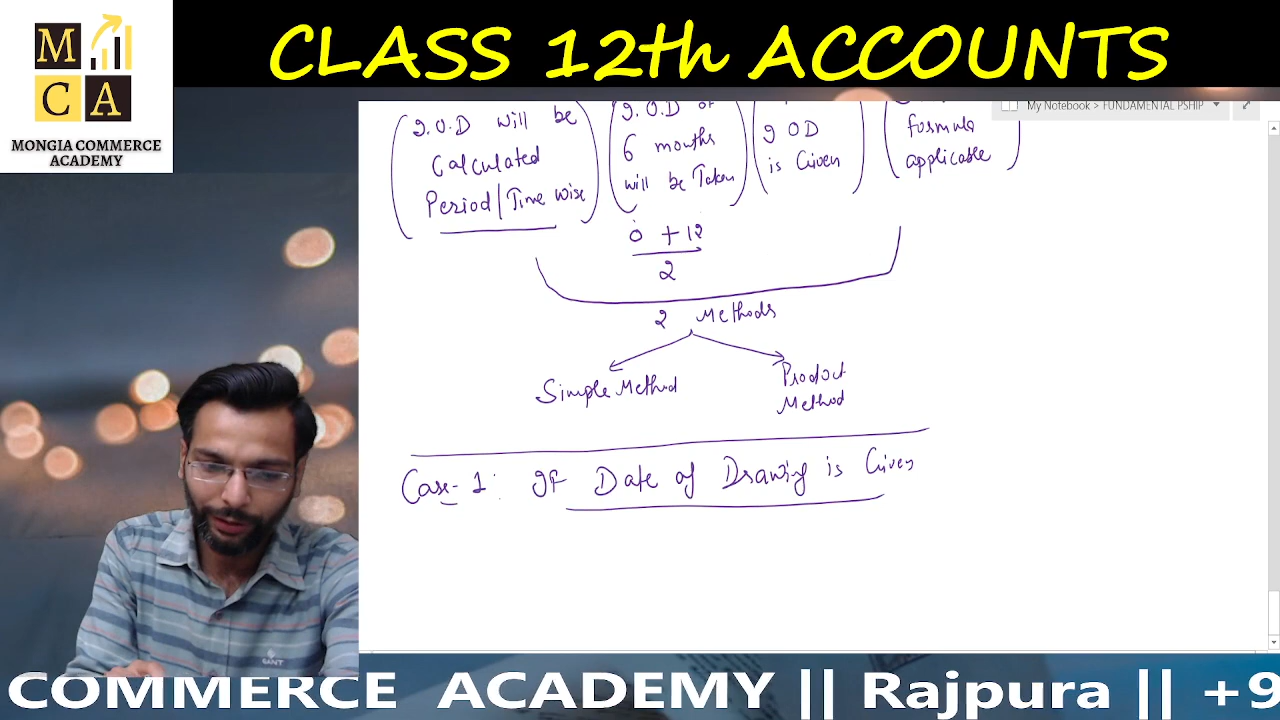 CLASS 12th ACCOUNTS
M
C A
MONGIA COMMERCE
ACADEMY
My Notebook > FUNDAMENTAL PSHIP
I.O.D will be
Calculated
Period/Time wise
I.O.D of
6 months
will be Taken
I OD
is Given
formula
applicable
0 + 12
2
2 Methods
Simple Method
Product
Method
Case-1: If Date of Drawing is Given
COMMERCE ACADEMY || Rajpura || +9